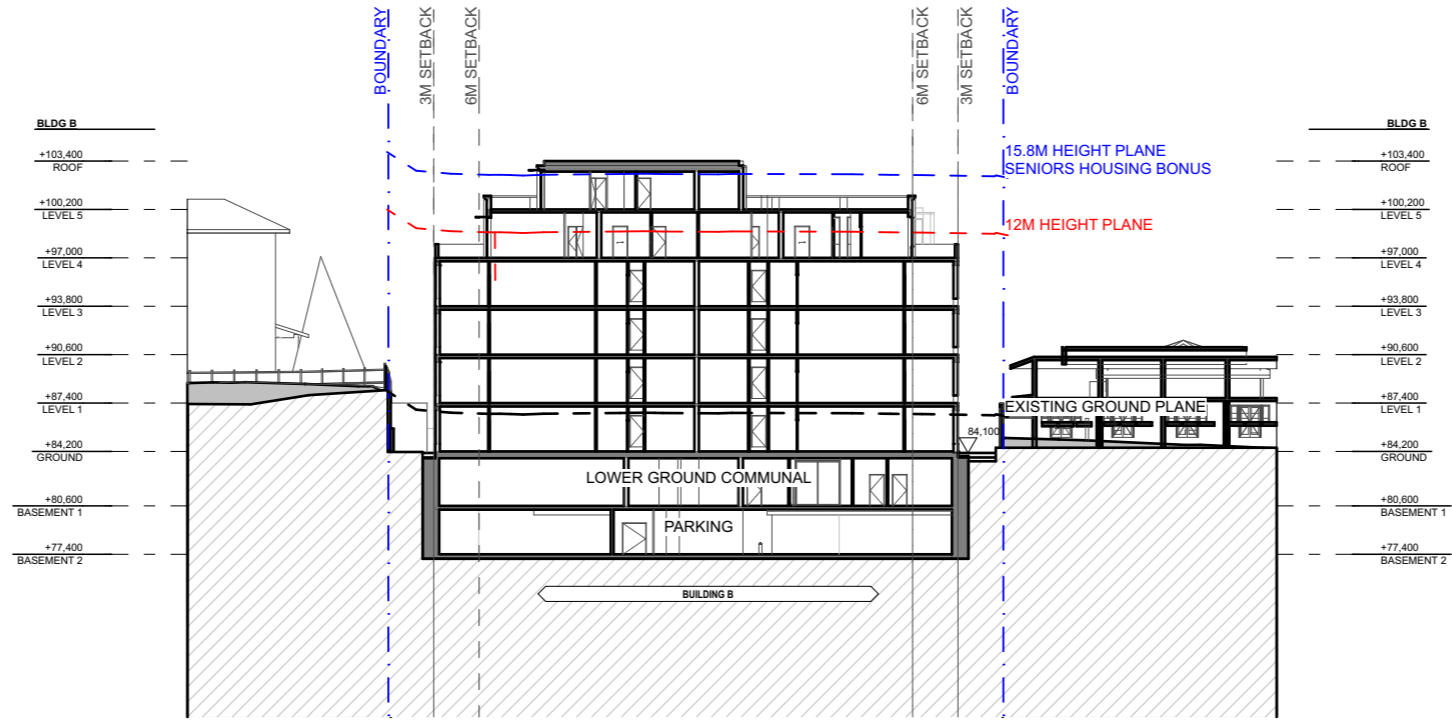 BOUNDARY
3M SETBACK
6M SETBACK
6M SETBACK
3M SETBACK
BOUNDARY
BLDG B
+103,400
ROOF
+100,200
LEVEL 5
+97,000
LEVEL 4
+93,800
LEVEL 3
+90,600
LEVEL 2
+87,400
LEVEL 1
+84,200
GROUND
+80,600
BASEMENT 1
+77,400
BASEMENT 2
15.8M HEIGHT PLANE
SENIORS HOUSING BONUS
12M HEIGHT PLANE
EXISTING GROUND PLANE
84,100
LOWER GROUND COMMUNAL
PARKING
BUILDING B
BLDG B
+103,400
ROOF
+100,200
LEVEL 5
+97,000
LEVEL 4
+93,800
LEVEL 3
+90,600
LEVEL 2
+87,400
LEVEL 1
+84,200
GROUND
+80,600
BASEMENT 1
+77,400
BASEMENT 2